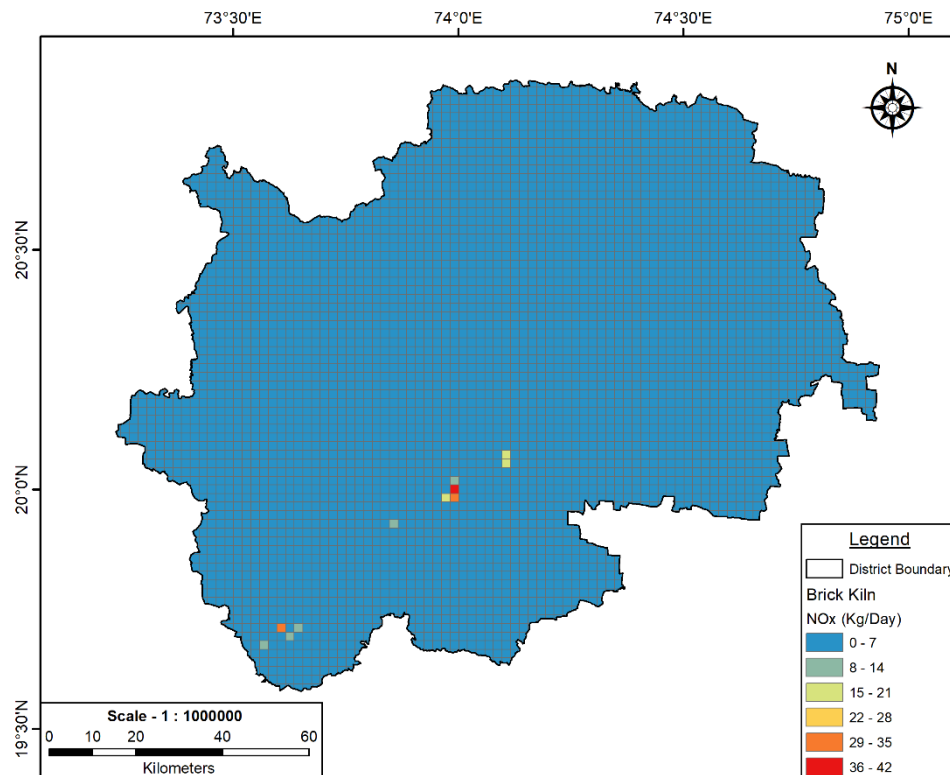 73°30'E 74°0'E 74°30'E 75°0'E
N
20°30'N
20°0'N
19°30'N
Legend
District Boundary
Brick Kiln
NOx (Kg/Day)
0 - 7
8 - 14
15 - 21
22 - 28
29 - 35
36 - 42
Scale - 1 : 1000000
0 10 20 40 60
Kilometers